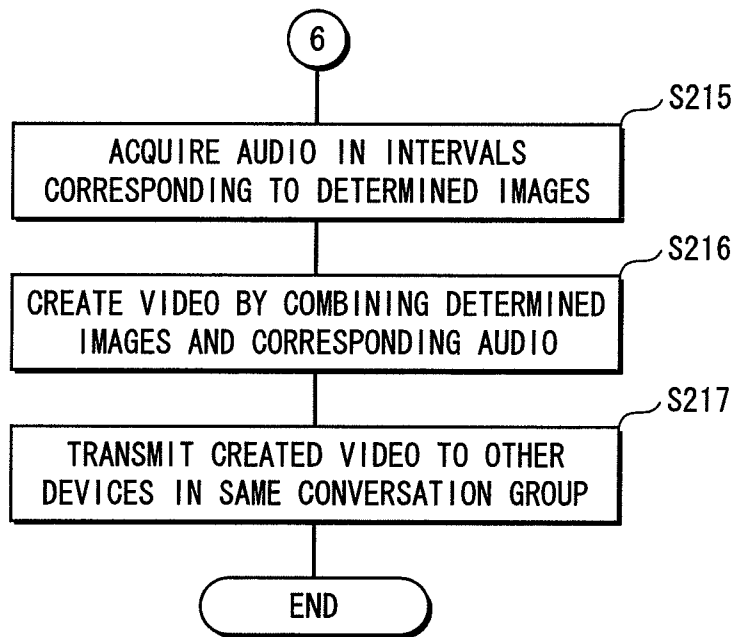 6
S215
ACQUIRE AUDIO IN INTERVALS
CORRESPONDING TO DETERMINED IMAGES
S216
CREATE VIDEO BY COMBINING DETERMINED
IMAGES AND CORRESPONDING AUDIO
S217
TRANSMIT CREATED VIDEO TO OTHER
DEVICES IN SAME CONVERSATION GROUP
END